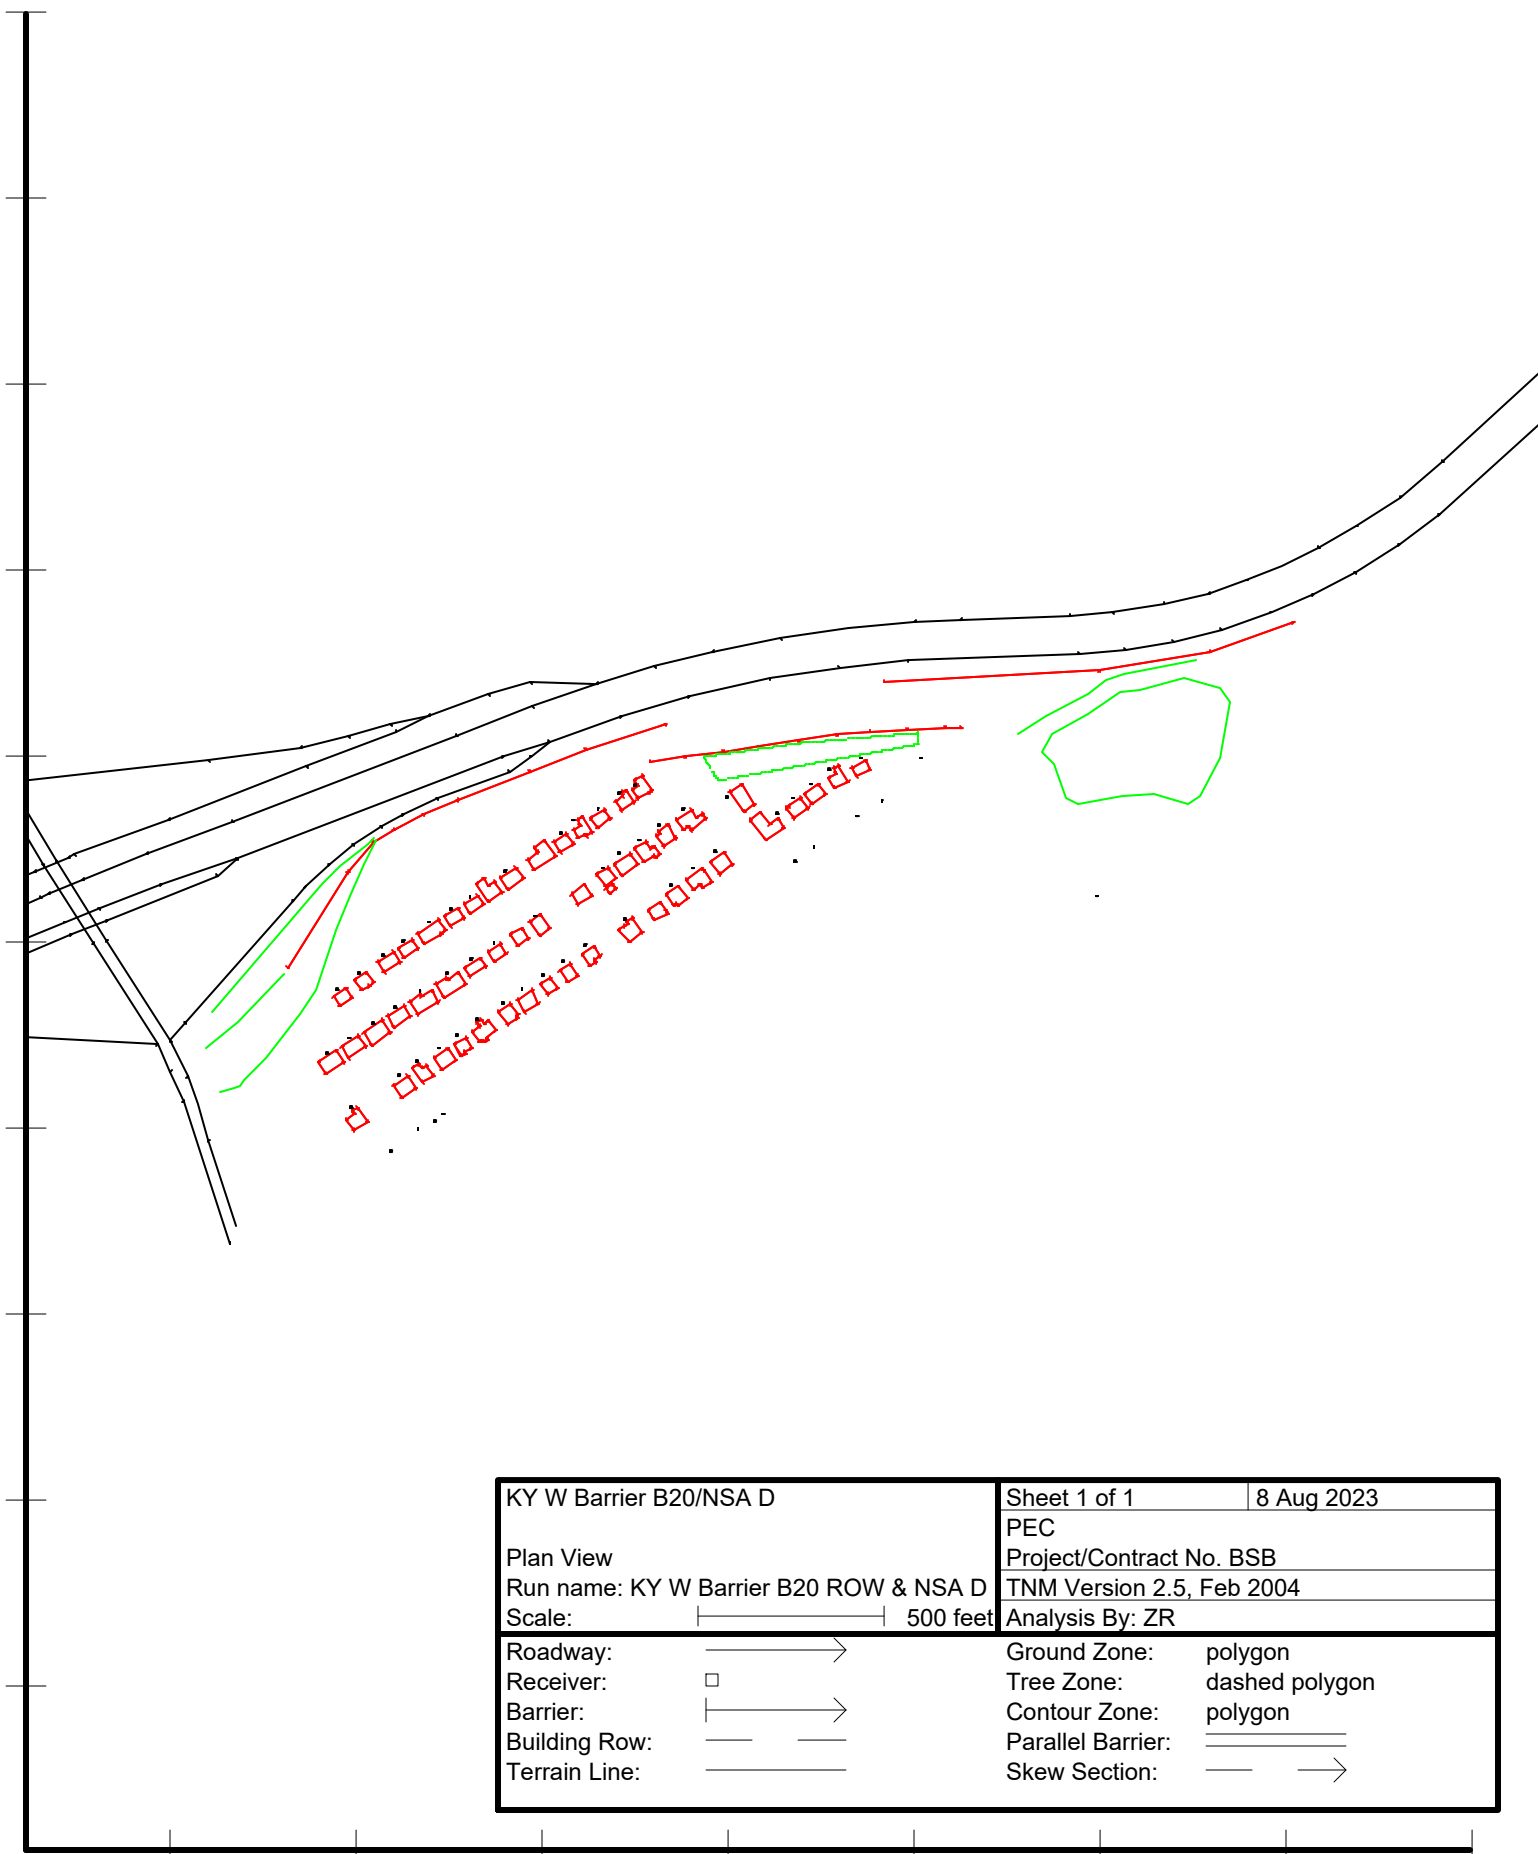 KY W Barrier B20/NSA D
Sheet 1 of 1
8 Aug 2023
PEC
Plan View
Project/Contract No. BSB
Run name: KY W Barrier B20 ROW & NSA D
TNM Version 2.5, Feb 2004
Scale:
500 feet
Analysis By: ZR
Roadway:
Ground Zone: polygon
Receiver:
Tree Zone: dashed polygon
Barrier:
Contour Zone: polygon
Building Row:
Parallel Barrier:
Terrain Line:
Skew Section: